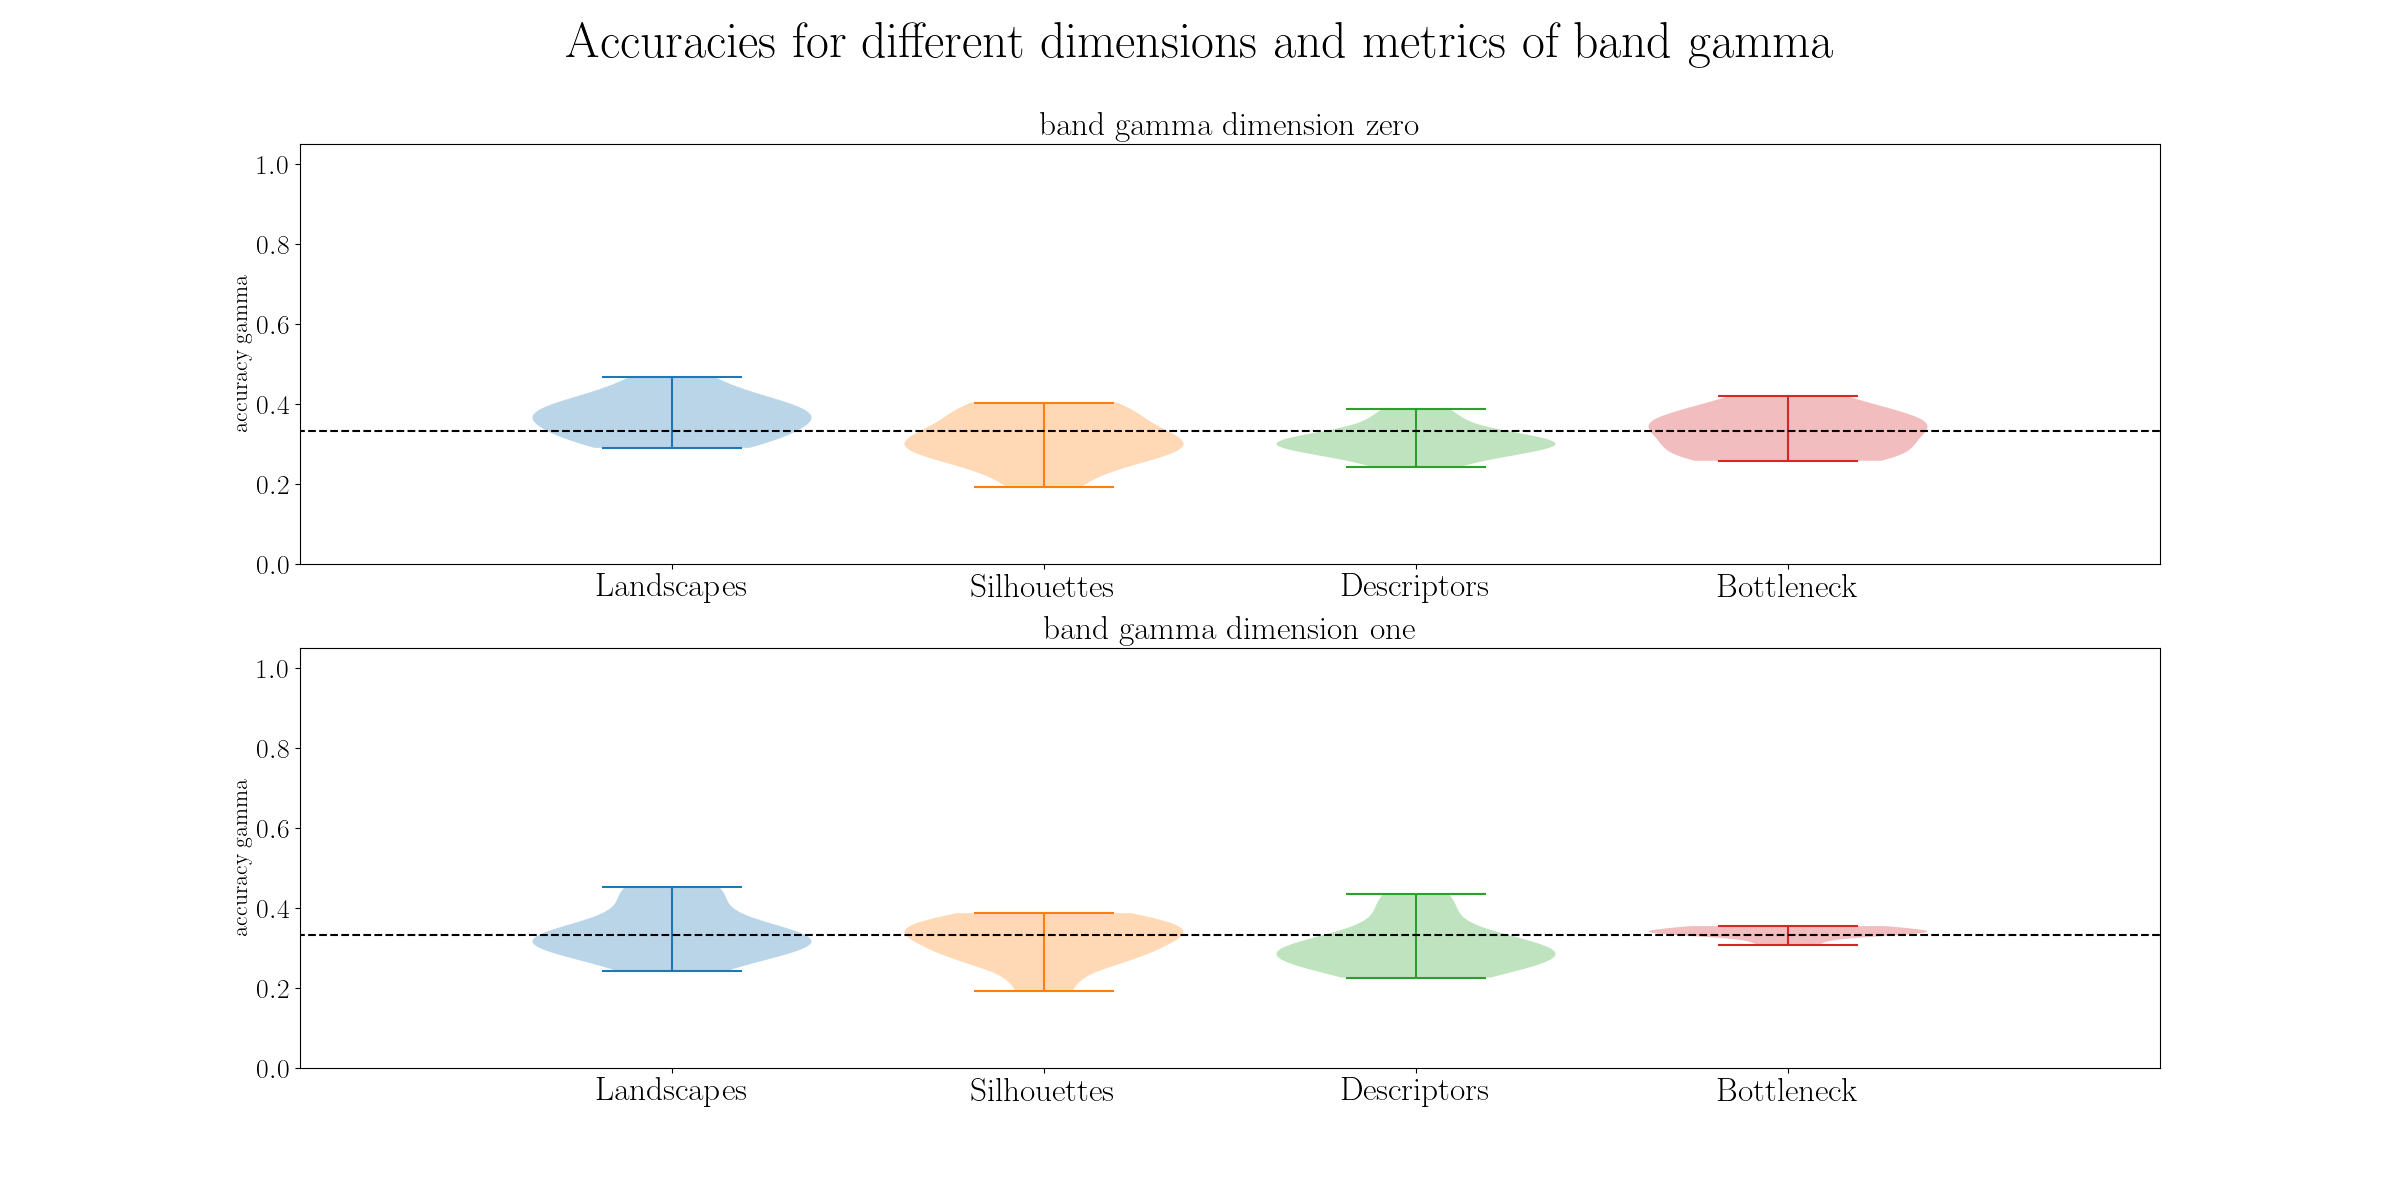 Accuracies for different dimensions and metrics of band gamma
band gamma dimension zero
1.0
0.8
0.6
0.4
0.2
0.0
accuracy gamma
Landscapes Silhouettes Descriptors Bottleneck
band gamma dimension one
1.0
0.8
0.6
0.4
0.2
0.0
accuracy gamma
Landscapes Silhouettes Descriptors Bottleneck